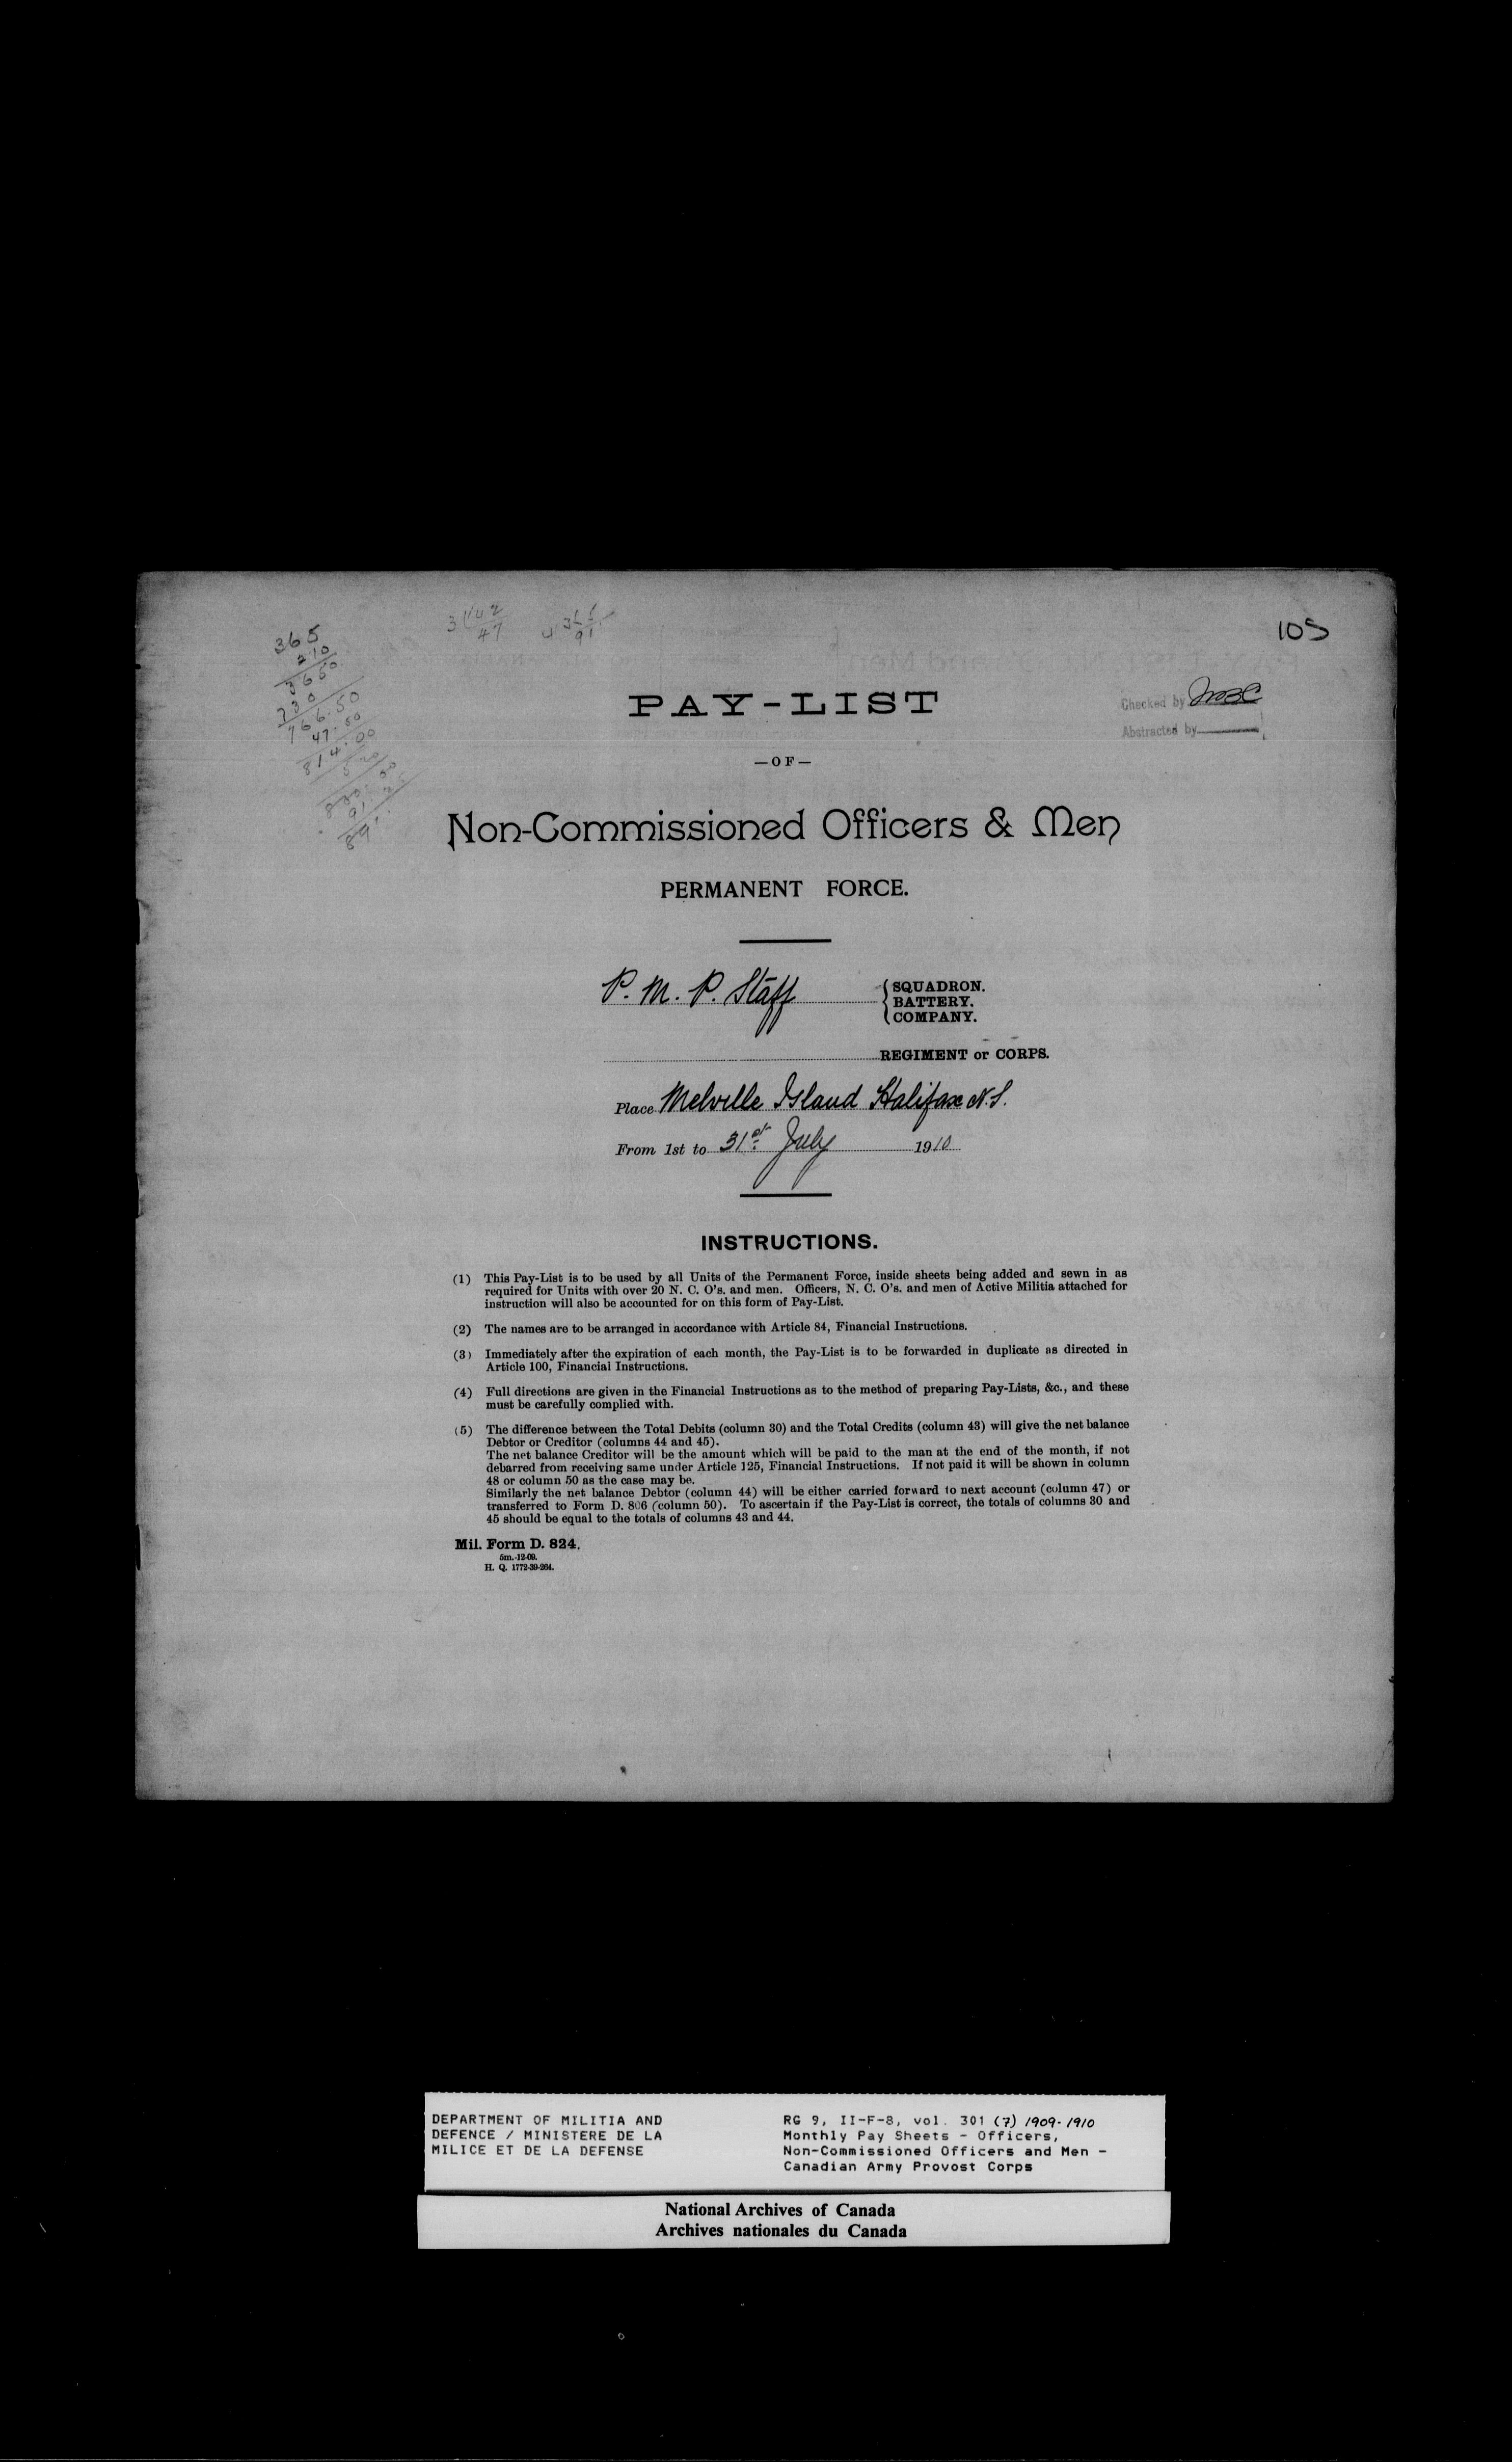 105
365
210
3650
730
766.50
47.50
814.00
Checked by
Abstracted by
PAY-LIST
—OF—
Non-Commissioned Officers & Men
PERMANENT FORCE.
P. M. P. Staff { SQUADRON. BATTERY. COMPANY.
REGIMENT or CORPS.
Place Melville Island Halifax N.S.
From 1st to 31st July 1910
INSTRUCTIONS.
(1) This Pay-List is to be used by all Units of the Permanent Force, inside sheets being added and sewn in as
required for Units with over 20 N. C. O's. and men. Officers, N. C. O's. and men of Active Militia attached for
instruction will also be accounted for on this form of Pay-List.
(2) The names are to be arranged in accordance with Article 84, Financial Instructions.
(3) Immediately after the expiration of each month, the Pay-List is to be forwarded in duplicate as directed in
Article 100, Financial Instructions.
(4) Full directions are given in the Financial Instructions as to the method of preparing Pay-Lists, &c., and these
must be carefully complied with.
(5) The difference between the Total Debits (column 30) and the Total Credits (column 43) will give the net balance
Debtor or Creditor (columns 44 and 45).
The net balance Creditor will be the amount which will be paid to the man at the end of the month, if not
debarred from receiving same under Article 125, Financial Instructions. If not paid it will be shown in column
48 or column 50 as the case may be.
Similarly the net balance Debtor (column 44) will be either carried forward to next account (column 47) or
transferred to Form D. 806 (column 50). To ascertain if the Pay-List is correct, the totals of columns 30 and
45 should be equal to the totals of columns 43 and 44.
Mil. Form D. 824.
5m.-12-09.
H. Q. 1772-39-264.
DEPARTMENT OF MILITIA AND
DEFENCE / MINISTERE DE LA
MILICE ET DE LA DEFENSE
RG 9, II-F-8, vol. 301 (7) 1909-1910
Monthly Pay Sheets - Officers,
Non-Commissioned Officers and Men -
Canadian Army Provost Corps
National Archives of Canada
Archives nationales du Canada